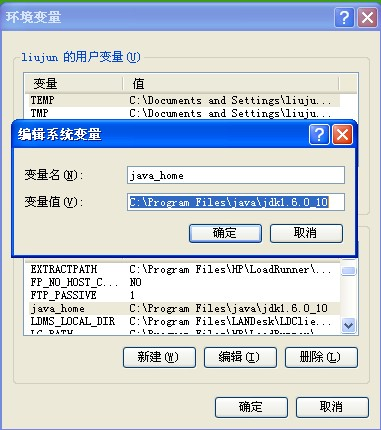 环境变量
liujun 的用户变量(U)
变量 值
TEMP C:\Documents and Settings\liuju...
TMP C:\Documents and Settings\liuju...
编辑系统变量
变量名(N): java_home
变量值(V): C:\Program Files\java\jdk1.6.0_10
确定 取消
EXTRACTPATH C:\Program Files\HP\LoadRunner\...
FP_NO_HOST_C... NO
FTP_PASSIVE 1
java_home C:\Program Files\java\jdk1.6.0_10
LDMS_LOCAL_DIR C:\Program Files\LANDesk\LDClie...
新建(W) 编辑(I) 删除(L)
确定 取消